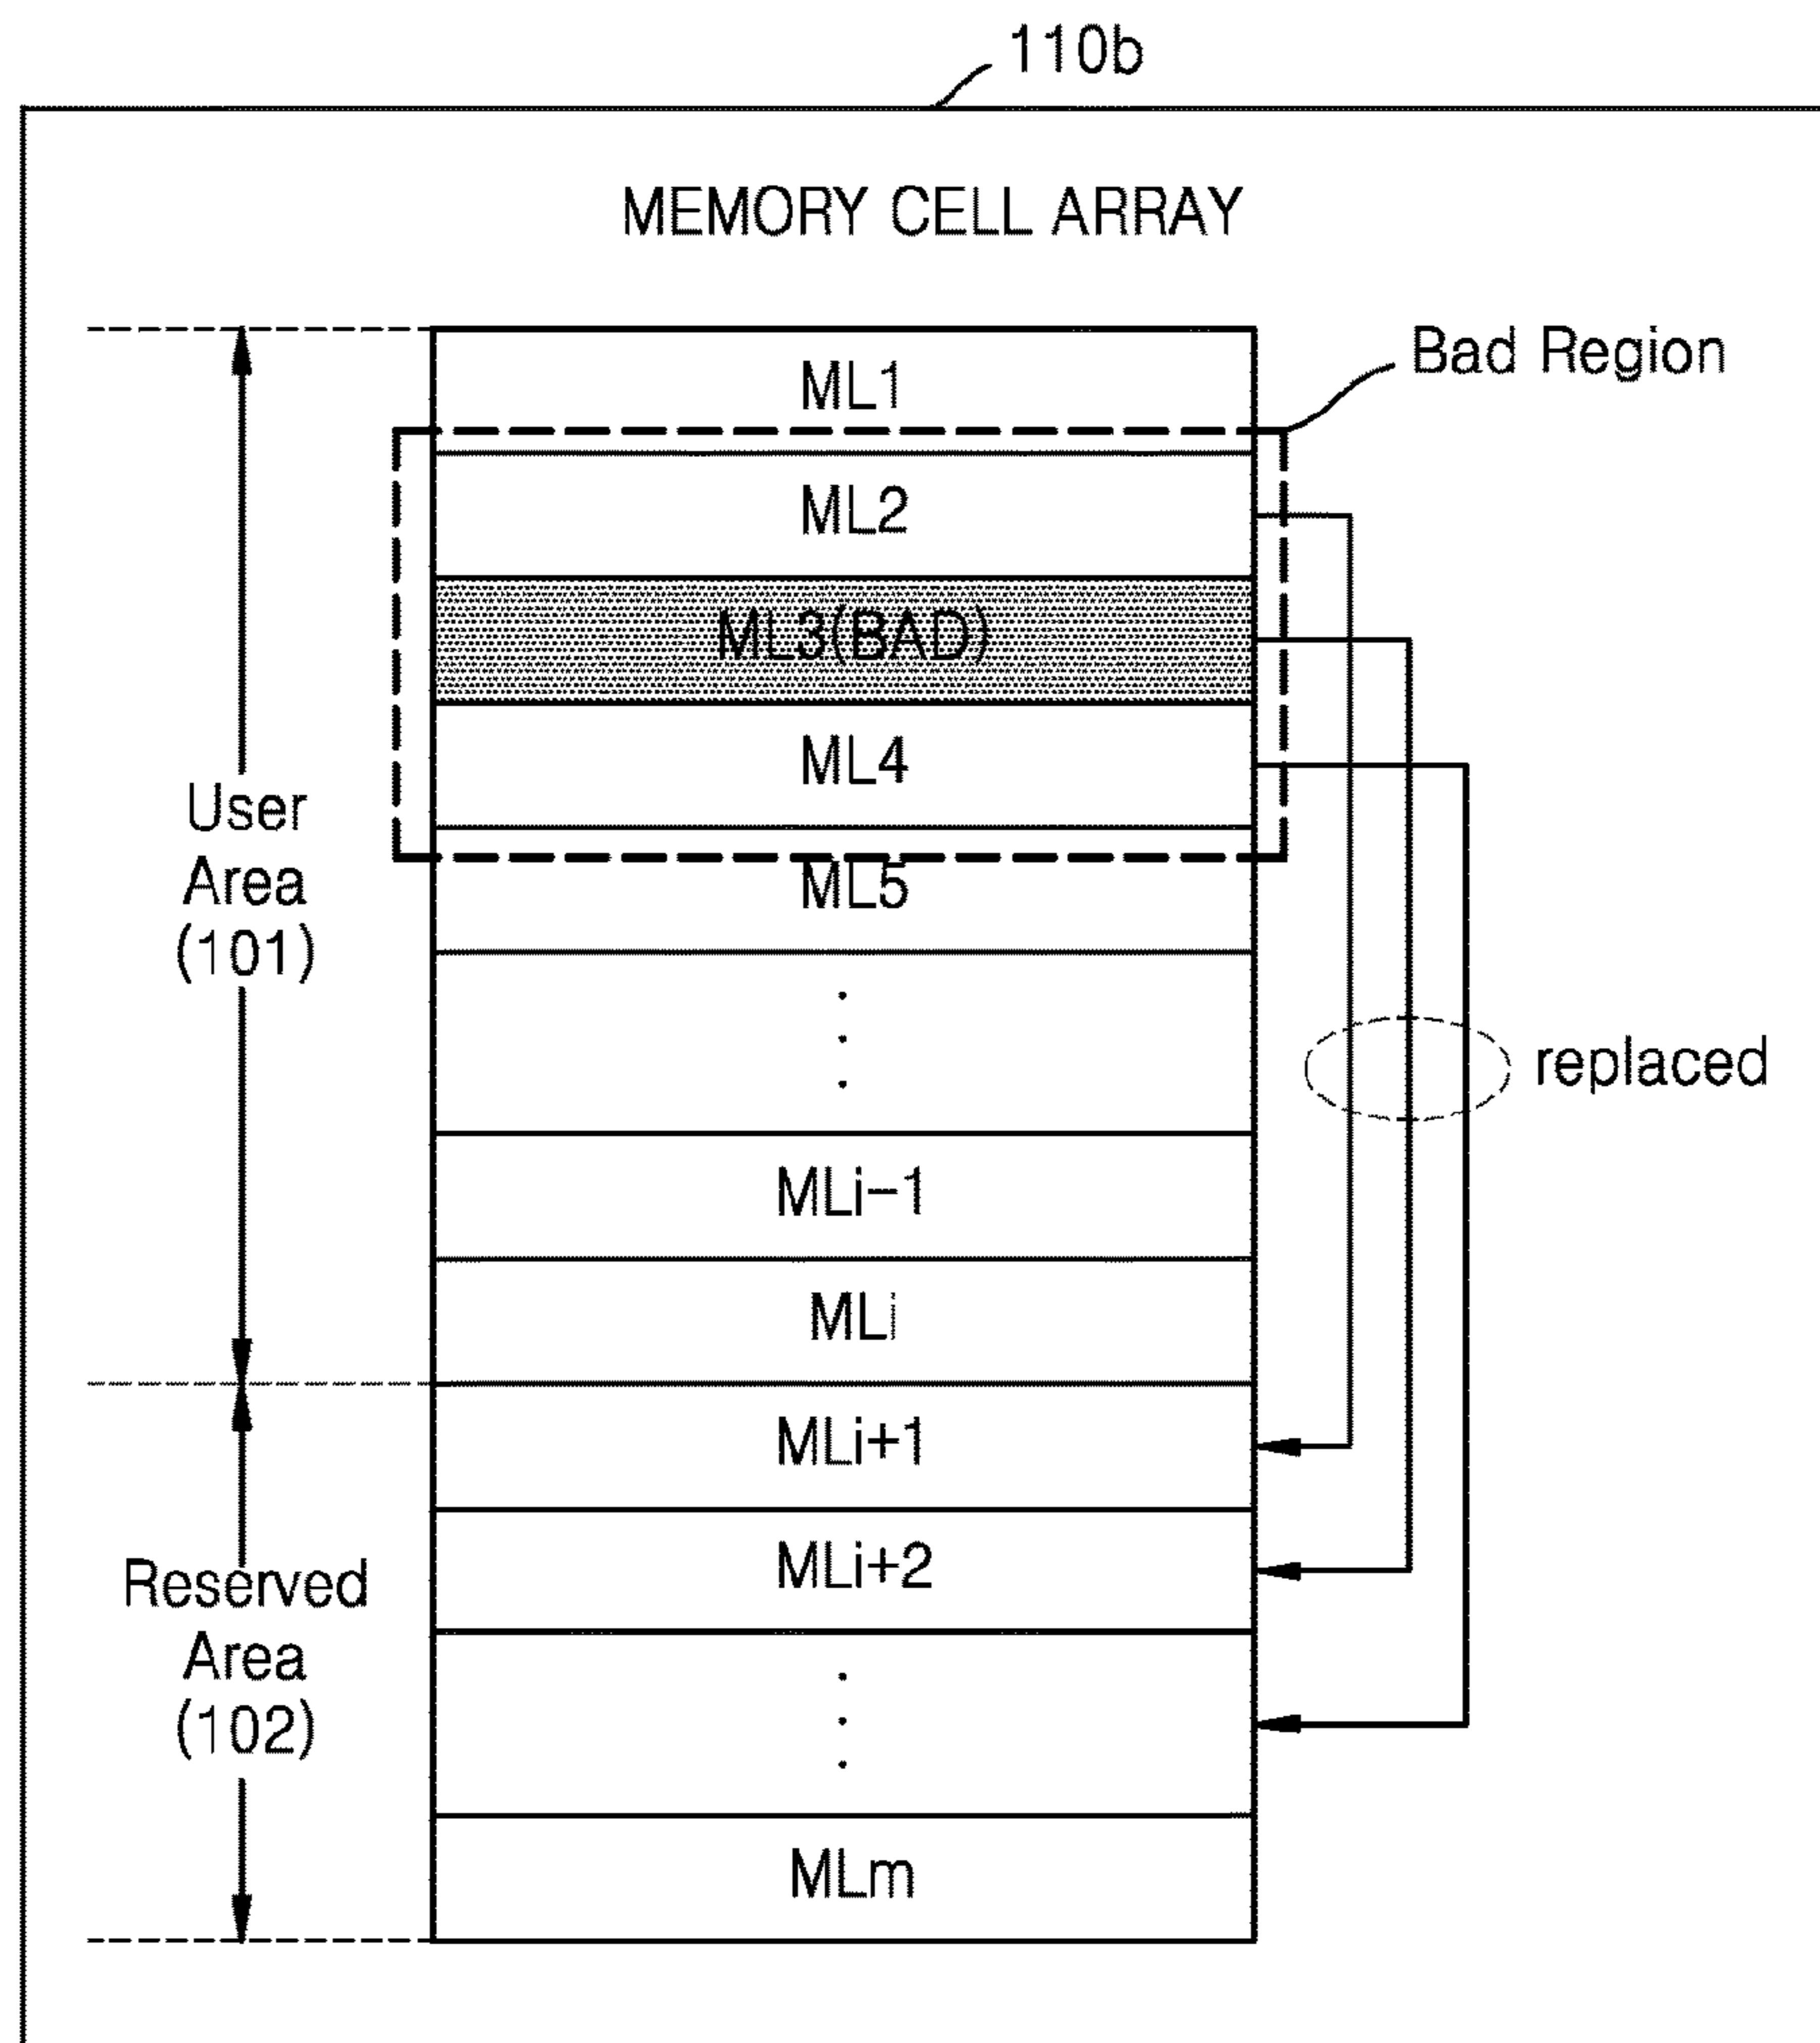 110b
MEMORY CELL ARRAY
Bad Region
ML1
ML2
ML3(BAD)
ML4
ML5
User
Area
(101)
replaced
MLi-1
MLi
MLi+1
MLi+2
Reserved
Area
(102)
MLm